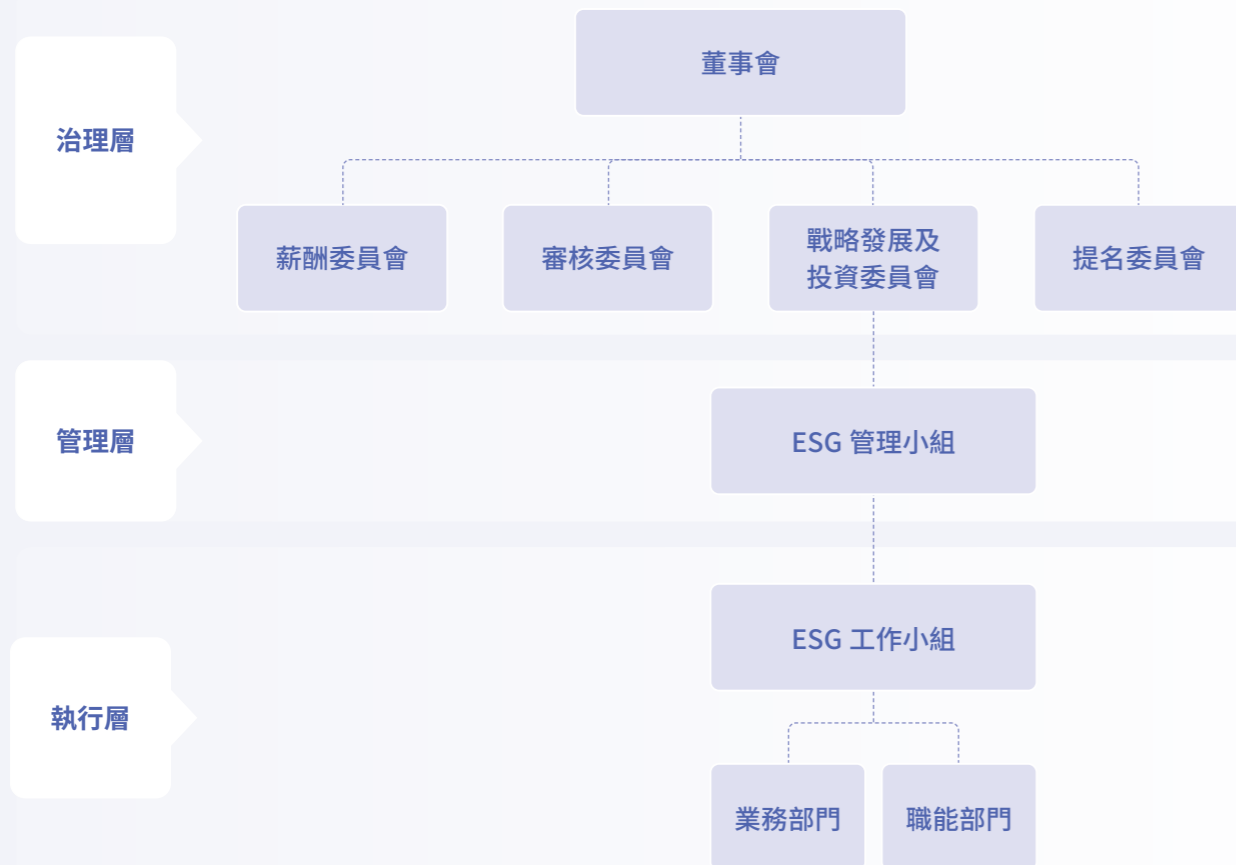 治理層
董事會
薪酬委員會
審核委員會
戰略發展及
投資委員會
提名委員會
管理層
ESG 管理小組
執行層
ESG 工作小組
業務部門
職能部門